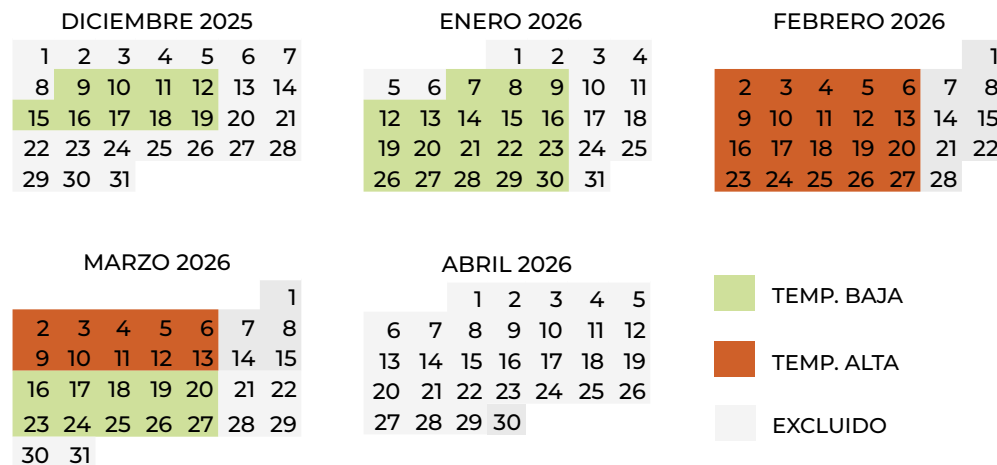 DICIEMBRE 2025
1 2 3 4 5 6 7
8 9 10 11 12 13 14
15 16 17 18 19 20 21
22 23 24 25 26 27 28
29 30 31
ENERO 2026
1 2 3 4
5 6 7 8 9 10 11
12 13 14 15 16 17 18
19 20 21 22 23 24 25
26 27 28 29 30 31
FEBRERO 2026
1
2 3 4 5 6 7 8
9 10 11 12 13 14 15
16 17 18 19 20 21 22
23 24 25 26 27 28
MARZO 2026
1
2 3 4 5 6 7 8
9 10 11 12 13 14 15
16 17 18 19 20 21 22
23 24 25 26 27 28 29
30 31
ABRIL 2026
1 2 3 4 5
6 7 8 9 10 11 12
13 14 15 16 17 18 19
20 21 22 23 24 25 26
27 28 29 30
TEMP. BAJA
TEMP. ALTA
EXCLUIDO